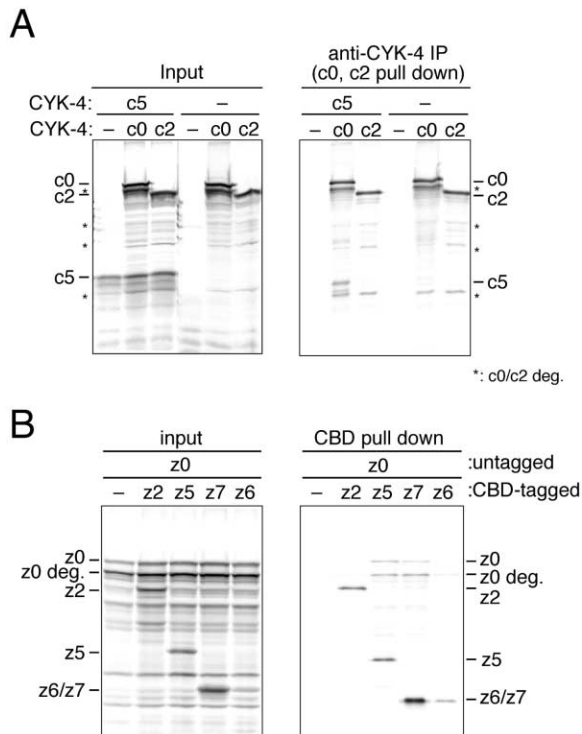 A
Input
anti-CYK-4 IP
(c0, c2 pull down)
CYK-4: c5 – c5 –
CYK-4: – c0 c2 – c0 c2 – c0 c2 – c0 c2
c0 – – c0
* *
c2 – – c2
* *
* *
c5 – – c5
* *
*: c0/c2 deg.
B
input CBD pull down
z0 z0 :untagged
– z2 z5 z7 z6 – z2 z5 z7 z6 :CBD-tagged
z0 – – z0
z0 deg. – – z0 deg.
z2 – – z2
z5 – – z5
z6/z7 – – z6/z7